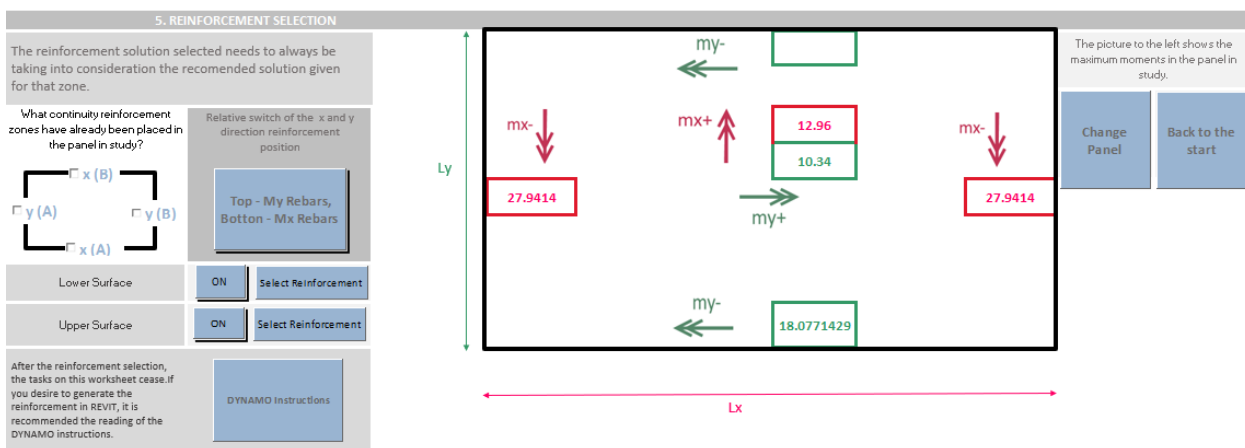 5. REINFORCEMENT SELECTION
The reinforcement solution selected needs to always be
taking into consideration the recomended solution given
for that zone.
What continuity reinforcement
zones have already been placed in
the panel in study?
x (B)
y (A)
y (B)
x (A)
Relative switch of the x and y
direction reinforcement
position
Top - My Rebars,
Botton - Mx Rebars
Lower Surface
ON
Select Reinforcement
Upper Surface
ON
Select Reinforcement
After the reinforcement selection,
the tasks on this worksheet cease.If
you desire to generate the
reinforcement in REVIT, it is
recommended the reading of the
DYNAMO instructions.
DYNAMO Instructions
Ly
my-
mx-
mx+
12.96
mx-
10.34
27.9414
27.9414
my+
my-
18.0771429
Lx
The picture to the left shows the
maximum moments in the panel in
study.
Change
Panel
Back to the
start